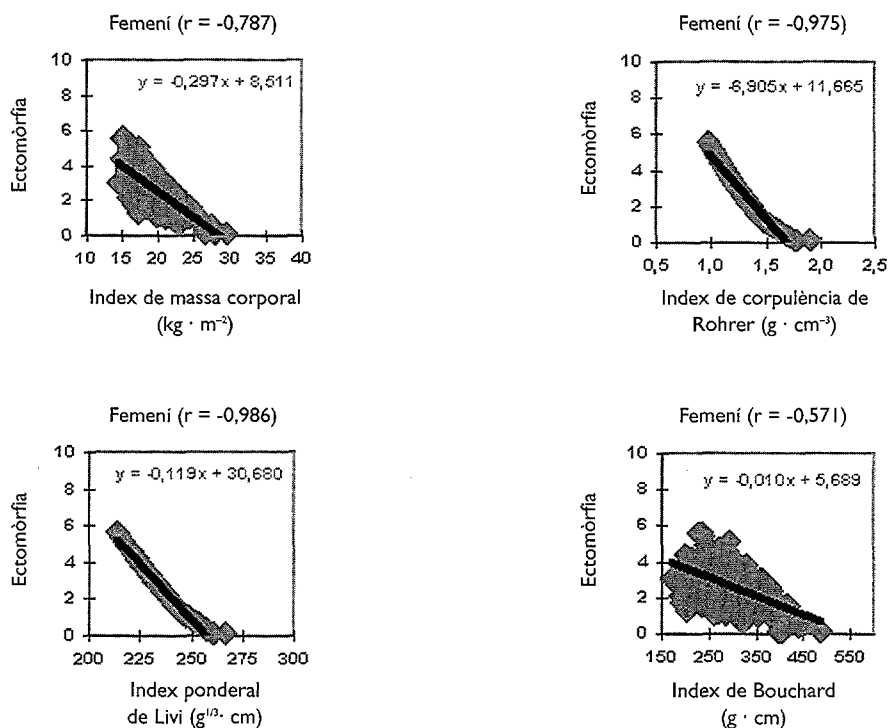 Femení (r = -0,787)
y = -0,297x + 8,511
Ectomòrfia
10
8
6
4
2
0
10 15 20 25 30 35 40
Index de massa corporal
(kg · m⁻²)
Femení (r = -0,975)
y = -6,905x + 11,665
Ectomòrfia
10
8
6
4
2
0
0,5 1,0 1,5 2,0 2,5
Index de corpulència de
Rohrer (g · cm⁻³)
Femení (r = -0,986)
y = -0,119x + 30,680
Ectomòrfia
10
8
6
4
2
0
200 225 250 275 300
Index ponderal
de Livi (g¹/³· cm)
Femení (r = -0,571)
y = -0,010x + 5,689
Ectomòrfia
10
8
6
4
2
0
150 250 350 450 550
Index de Bouchard
(g · cm)